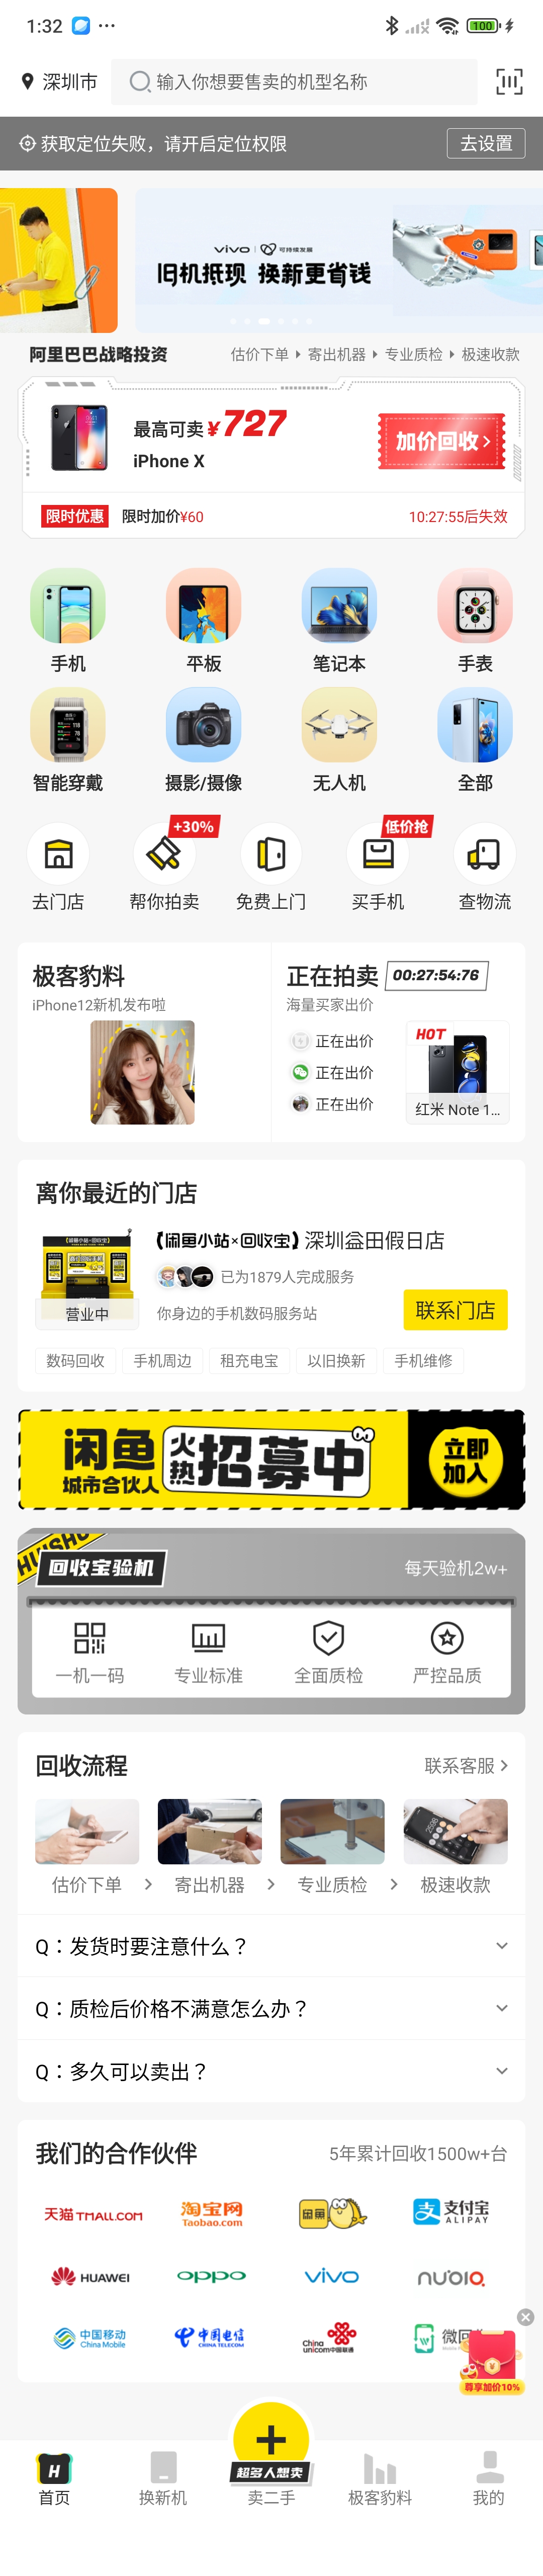 1:32
100
深圳市
输入你想要售卖的机型名称
获取定位失败，请开启定位权限
去设置
vivo | 可持续发展
旧机抵现 换新更省钱
阿里巴巴战略投资
估价下单 寄出机器 专业质检 极速收款
最高可卖¥727
iPhone X
加价回收
限时优惠 限时加价¥60
10:27:55后失效
手机 平板 笔记本 手表
智能穿戴 摄影/摄像 无人机 全部
+30% 低价抢
去门店 帮你拍卖 免费上门 买手机 查物流
极客豹料
iPhone12新机发布啦
正在拍卖 00:27:54:76
海量买家出价
正在出价
正在出价
正在出价
HOT
红米 Note 1...
离你最近的门店
【闲鱼小站×回收宝】深圳益田假日店
已为1879人完成服务
你身边的手机数码服务站
营业中
联系门店
数码回收 手机周边 租充电宝 以旧换新 手机维修
闲鱼
城市合伙人
火热招募中
立即加入
HUISHO
回收宝验机
每天验机2w+
一机一码 专业标准 全面质检 严控品质
回收流程
联系客服
估价下单 寄出机器 专业质检 极速收款
Q：发货时要注意什么？
Q：质检后价格不满意怎么办？
Q：多久可以卖出？
我们的合作伙伴
5年累计回收1500w+台
天猫 TMALL.COM
淘宝网
Taobao.com
闲鱼
支付宝
ALIPAY
HUAWEI
oppo
vivo
nubia
中国移动
China Mobile
中国电信
CHINA TELECOM
China unicom中国联通
微回
尊享加价10%
超多人想卖
首页 换新机 卖二手 极客豹料 我的